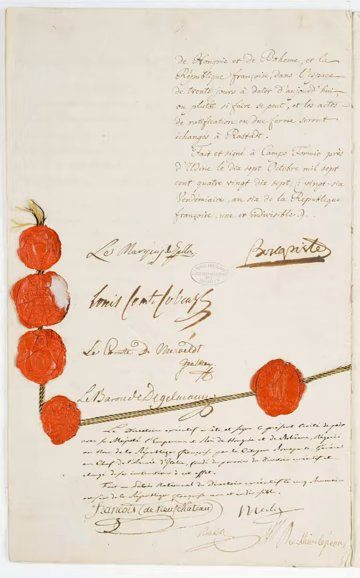 de Hongrie et de Boheme, et la
République française, dans l'espace
de trente jours à dater d'aujourd'hui
ou plutôt si faire se peut, et les actes
de ratification en due forme seront
échangés à Rastadt.
Fait et signé à Campo Formio près
d'Udine le dix sept Octobre mil sept
cent quatre vingt dix sept, (vingt-six
Vendemiaire, an six de la République
française, une et indivisible).
Le Marquis de Gallo
Bonaparte
Louis Comte Cobenzl
Le Comte de Merveldt
Le Baron de Degelmann
Le Directoire exécutif arrête et signe le présent Traité de paix
avec Sa Majesté l'Empereur et Roi de Hongrie et de Bohême, négocié
au Nom de la République française par le Citoyen Bonaparte, Général
en Chef de l'Armée d'Italie, fondé de pouvoirs du Directoire exécutif et
chargé de ses instructions à cet effet.
Fait au Palais National du Directoire exécutif le cinq Brumaire
an six de la République française une et indivisible.
François (de Neufchâteau)